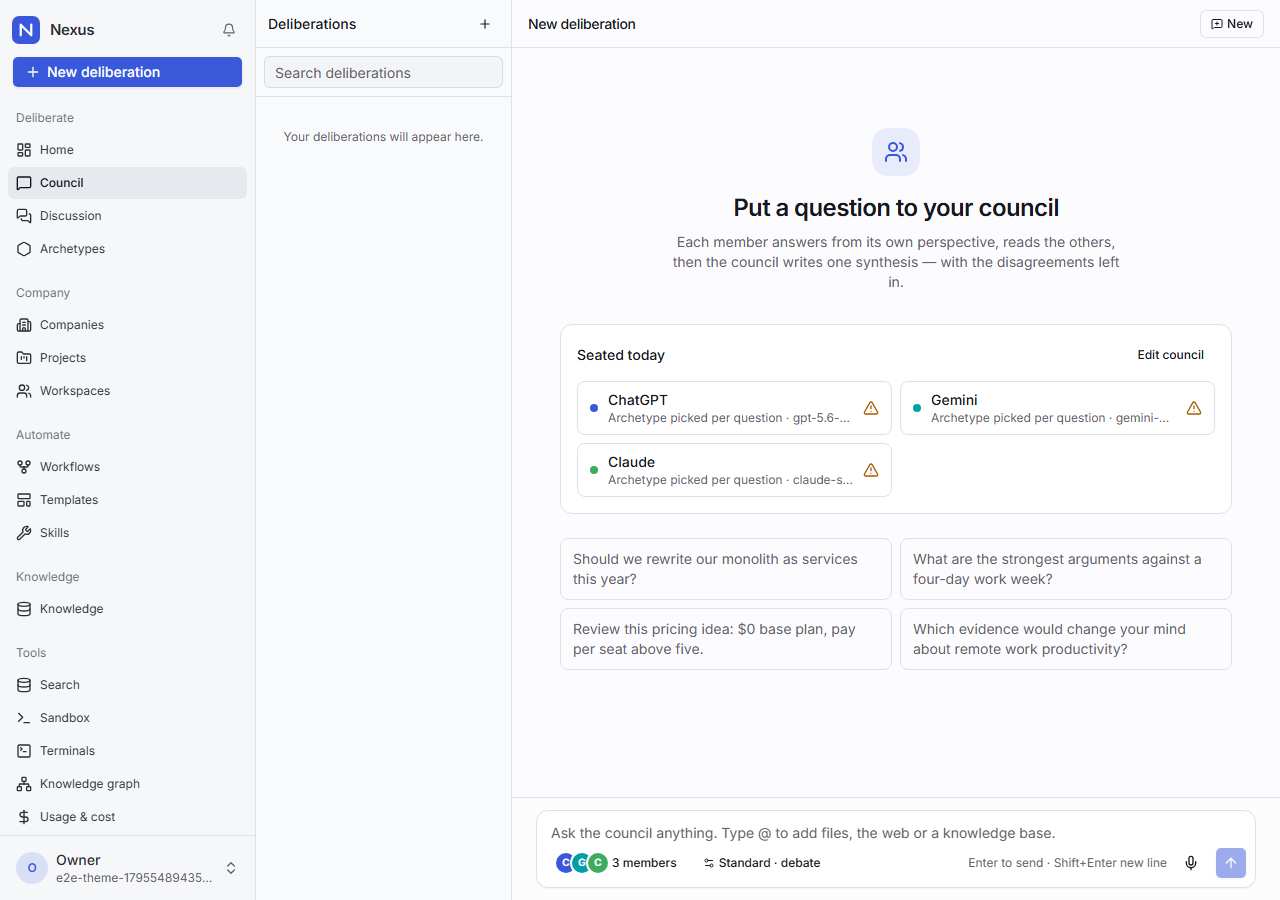 Nexus
New deliberation
Deliberate
Home
Council
Discussion
Archetypes
Company
Companies
Projects
Workspaces
Automate
Workflows
Templates
Skills
Knowledge
Knowledge
Tools
Search
Sandbox
Terminals
Knowledge graph
Usage & cost
O
Owner
e2e-theme-17955489435...
Deliberations
Search deliberations
Your deliberations will appear here.
New deliberation
New
Put a question to your council
Each member answers from its own perspective, reads the others,
then the council writes one synthesis — with the disagreements left
in.
Seated today
Edit council
ChatGPT
Archetype picked per question · gpt-5.6-...
Gemini
Archetype picked per question · gemini-...
Claude
Archetype picked per question · claude-s...
Should we rewrite our monolith as services
this year?
What are the strongest arguments against a
four-day work week?
Review this pricing idea: $0 base plan, pay
per seat above five.
Which evidence would change your mind
about remote work productivity?
Ask the council anything. Type @ to add files, the web or a knowledge base.
C G C 3 members
Standard · debate
Enter to send · Shift+Enter new line